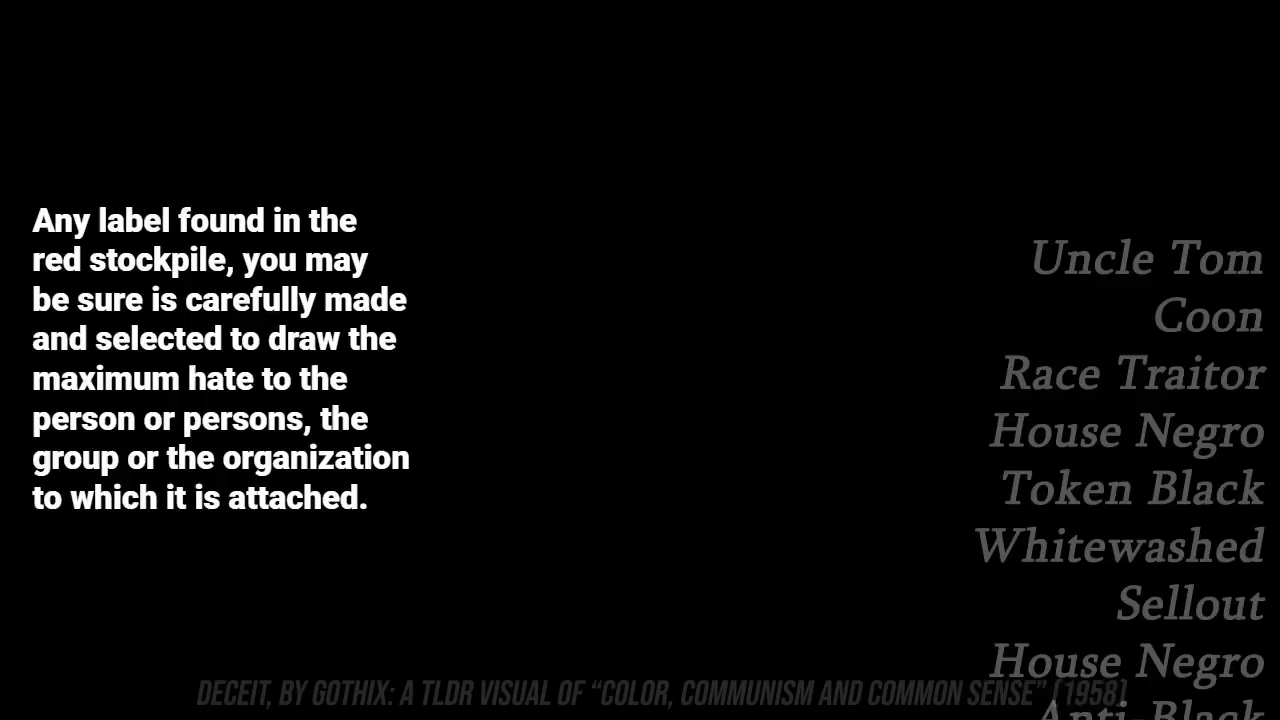 Any label found in the
red stockpile, you may
be sure is carefully made
and selected to draw the
maximum hate to the
person or persons, the
group or the organization
to which it is attached.
Uncle Tom
Coon
Race Traitor
House Negro
Token Black
Whitewashed
Sellout
House Negro
Anti-Black
DECEIT, BY GOTHIX: A TLDR VISUAL OF “COLOR, COMMUNISM AND COMMON SENSE” (1958)